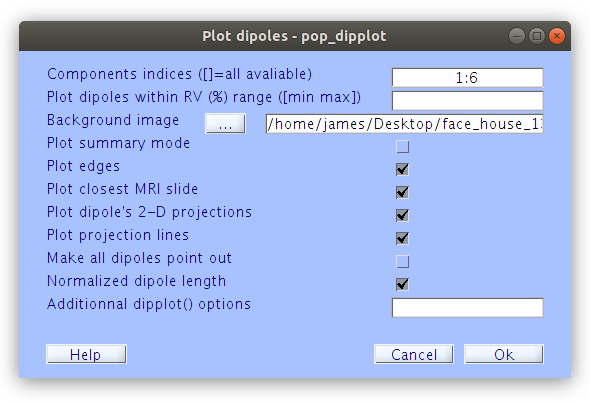 Plot dipoles - pop_dipplot
Components indices ([]=all avaliable) 1:6
Plot dipoles within RV (%) range ([min max])
Background image ... /home/james/Desktop/face_house_13
Plot summary mode
Plot edges
Plot closest MRI slide
Plot dipole's 2-D projections
Plot projection lines
Make all dipoles point out
Normalized dipole length
Additionnal dipplot() options
Help Cancel Ok